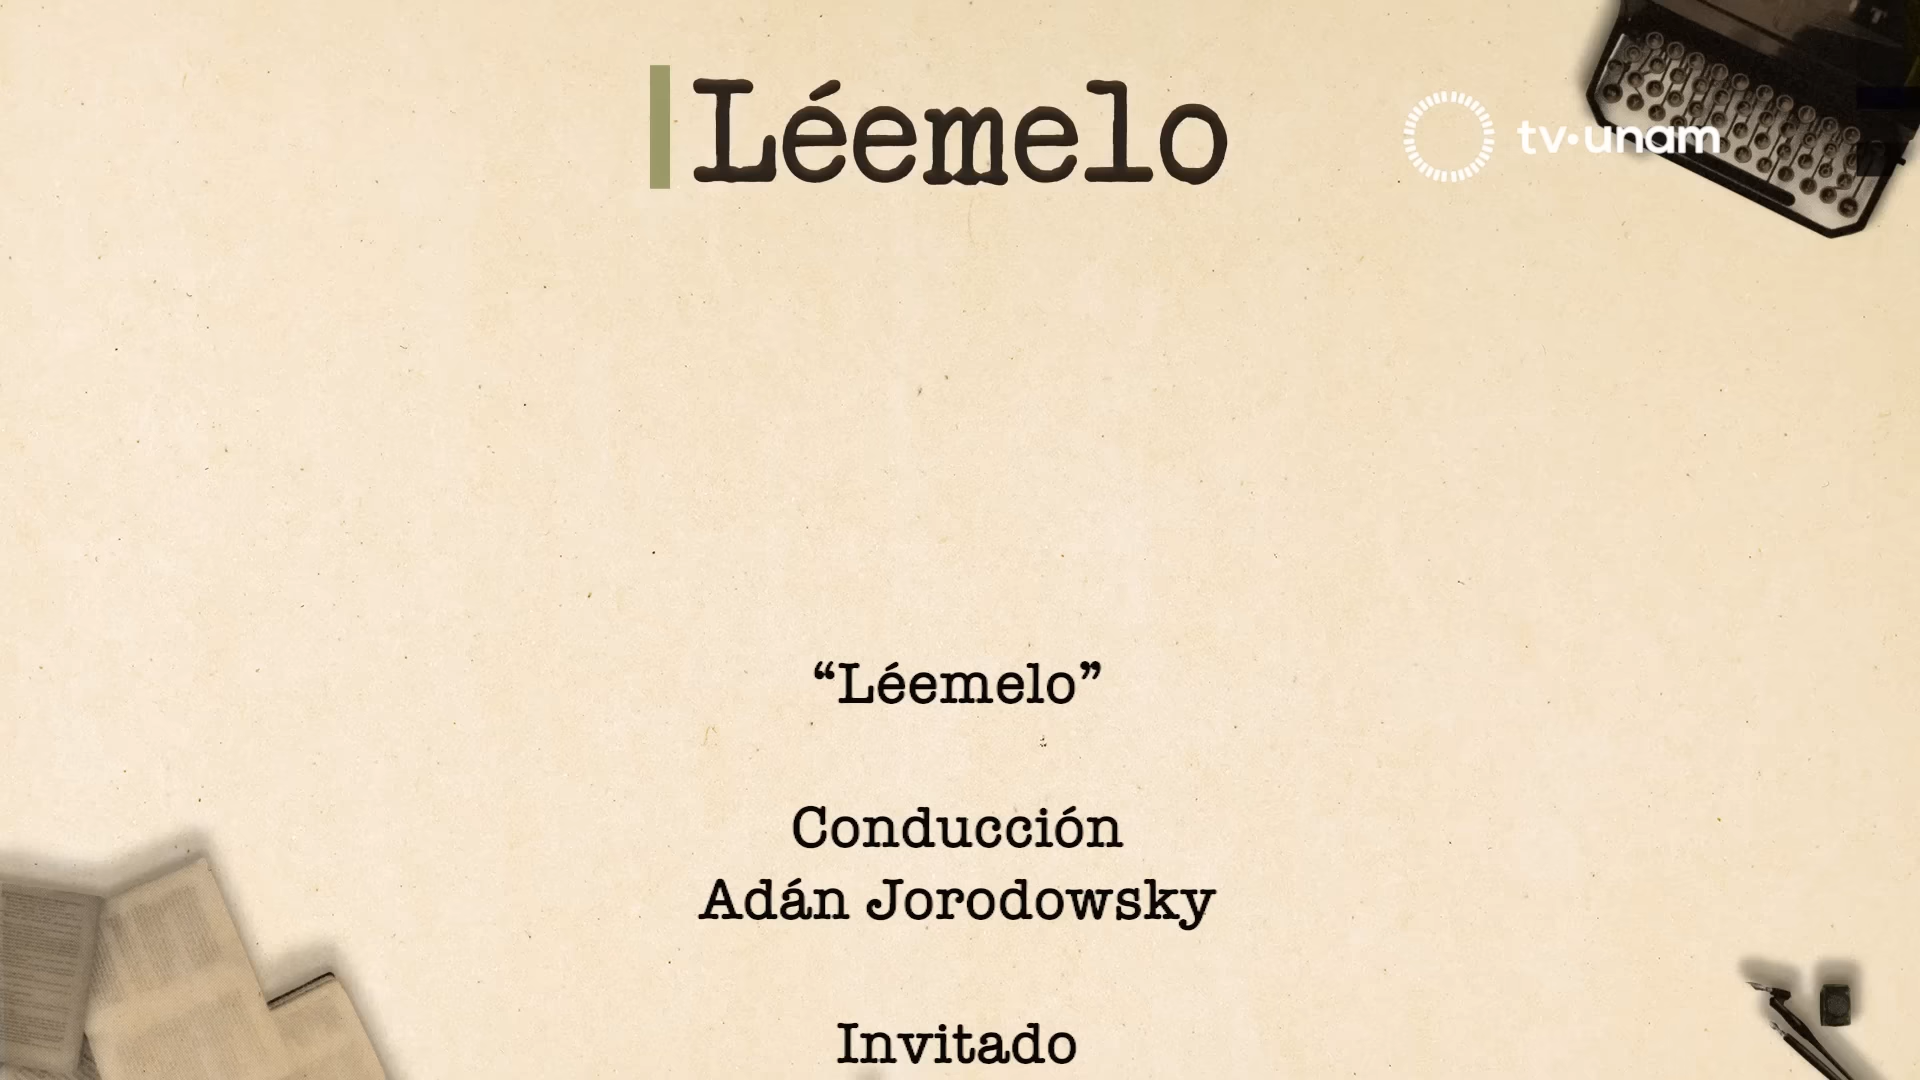 Léemelo
tv·unam
“Léemelo”
Conducción
Adán Jorodowsky
Invitado